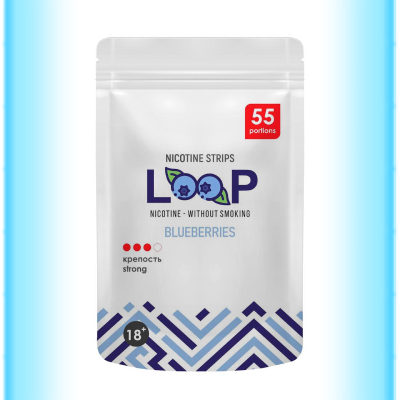 55
portions
NICOTINE STRIPS
LOOP
NICOTINE - WITHOUT SMOKING
BLUEBERRIES
крепость
strong
18+